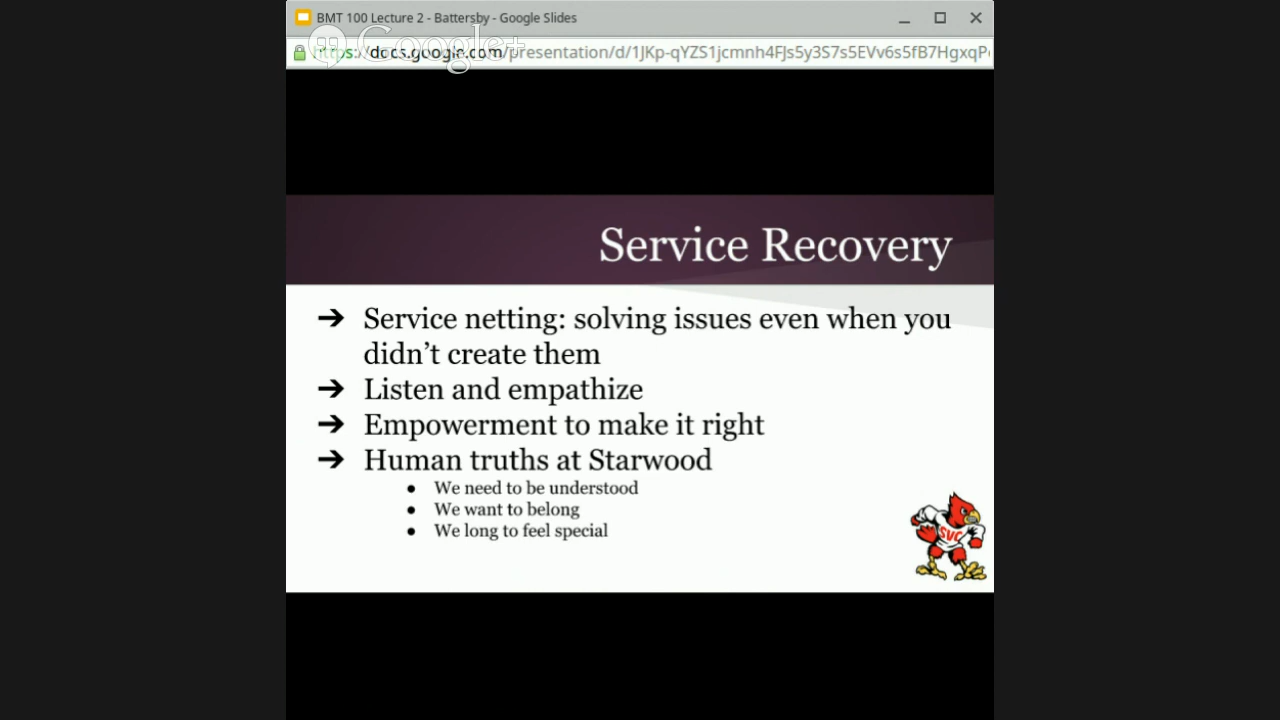 BMT 100 Lecture 2 - Battersby - Google Slides
Google+
https://docs.google.com/presentation/d/1JKp-qYZS1jcmnh4FJs5y3S7s5EVv6s5fB7HgxqP
Service Recovery
➔ Service netting: solving issues even when you
didn’t create them
➔ Listen and empathize
➔ Empowerment to make it right
➔ Human truths at Starwood
● We need to be understood
● We want to belong
● We long to feel special
SVC